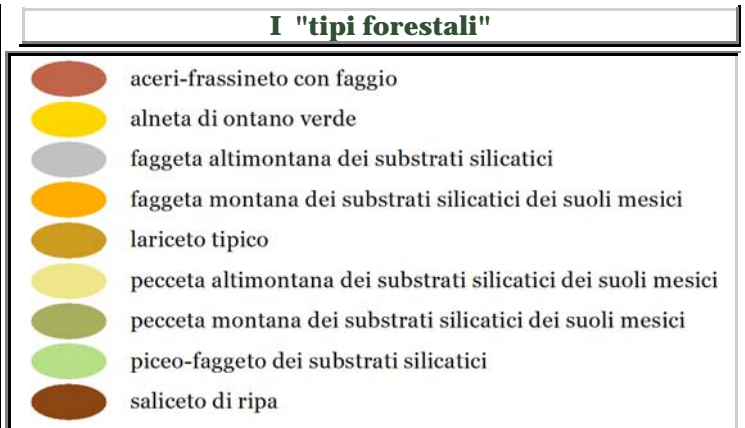 I "tipi forestali"
aceri-frassineto con faggio
alneta di ontano verde
faggeta altimontana dei substrati silicatici
faggeta montana dei substrati silicatici dei suoli mesici
lariceto tipico
pecceta altimontana dei substrati silicatici dei suoli mesici
pecceta montana dei substrati silicatici dei suoli mesici
piceo-faggeto dei substrati silicatici
saliceto di ripa